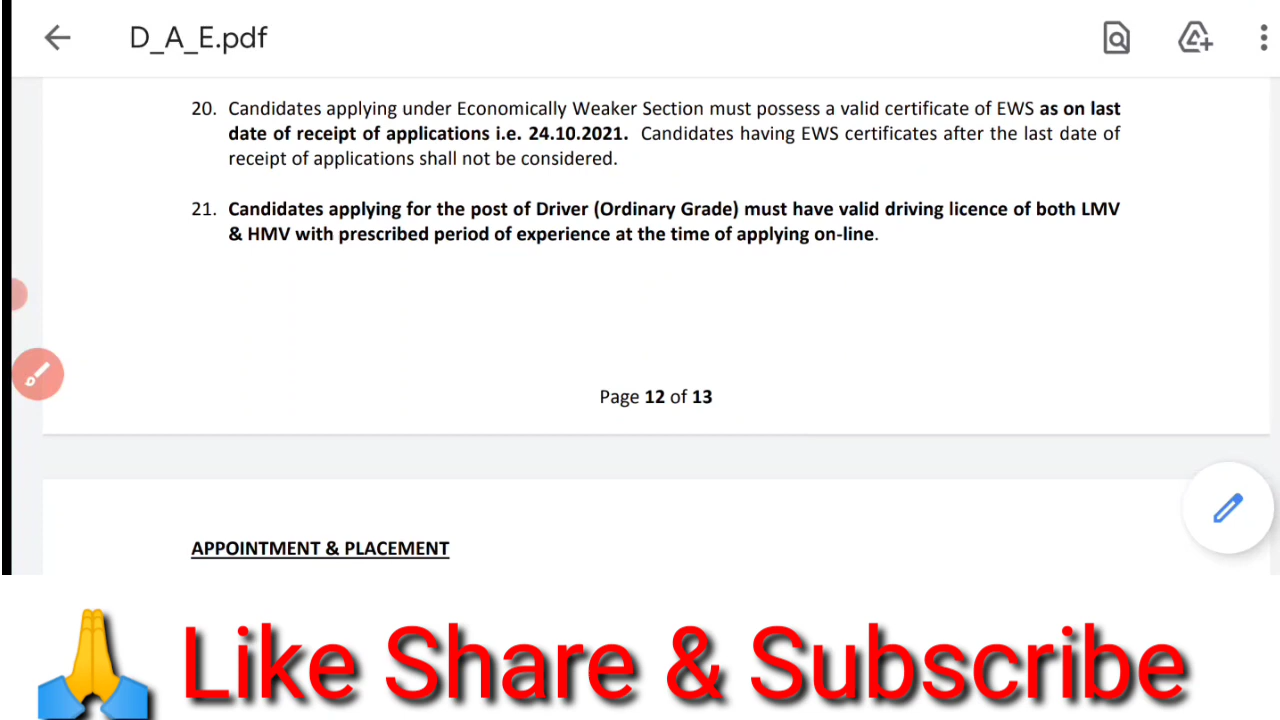 D_A_E.pdf
20. Candidates applying under Economically Weaker Section must possess a valid certificate of EWS as on last
date of receipt of applications i.e. 24.10.2021. Candidates having EWS certificates after the last date of
receipt of applications shall not be considered.
21. Candidates applying for the post of Driver (Ordinary Grade) must have valid driving licence of both LMV
& HMV with prescribed period of experience at the time of applying on-line.
Page 12 of 13
APPOINTMENT & PLACEMENT
Like Share & Subscribe